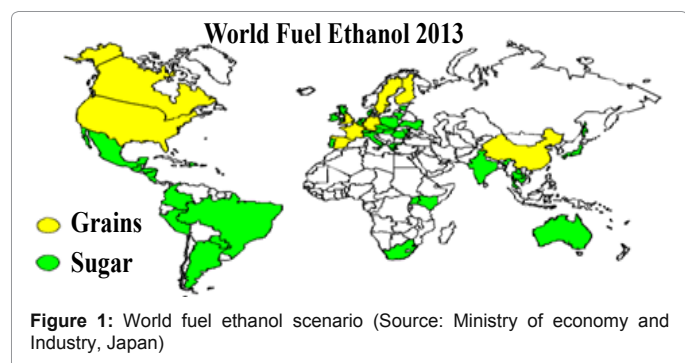 World Fuel Ethanol 2013
Grains
Sugar
Figure 1: World fuel ethanol scenario (Source: Ministry of economy and
Industry, Japan)